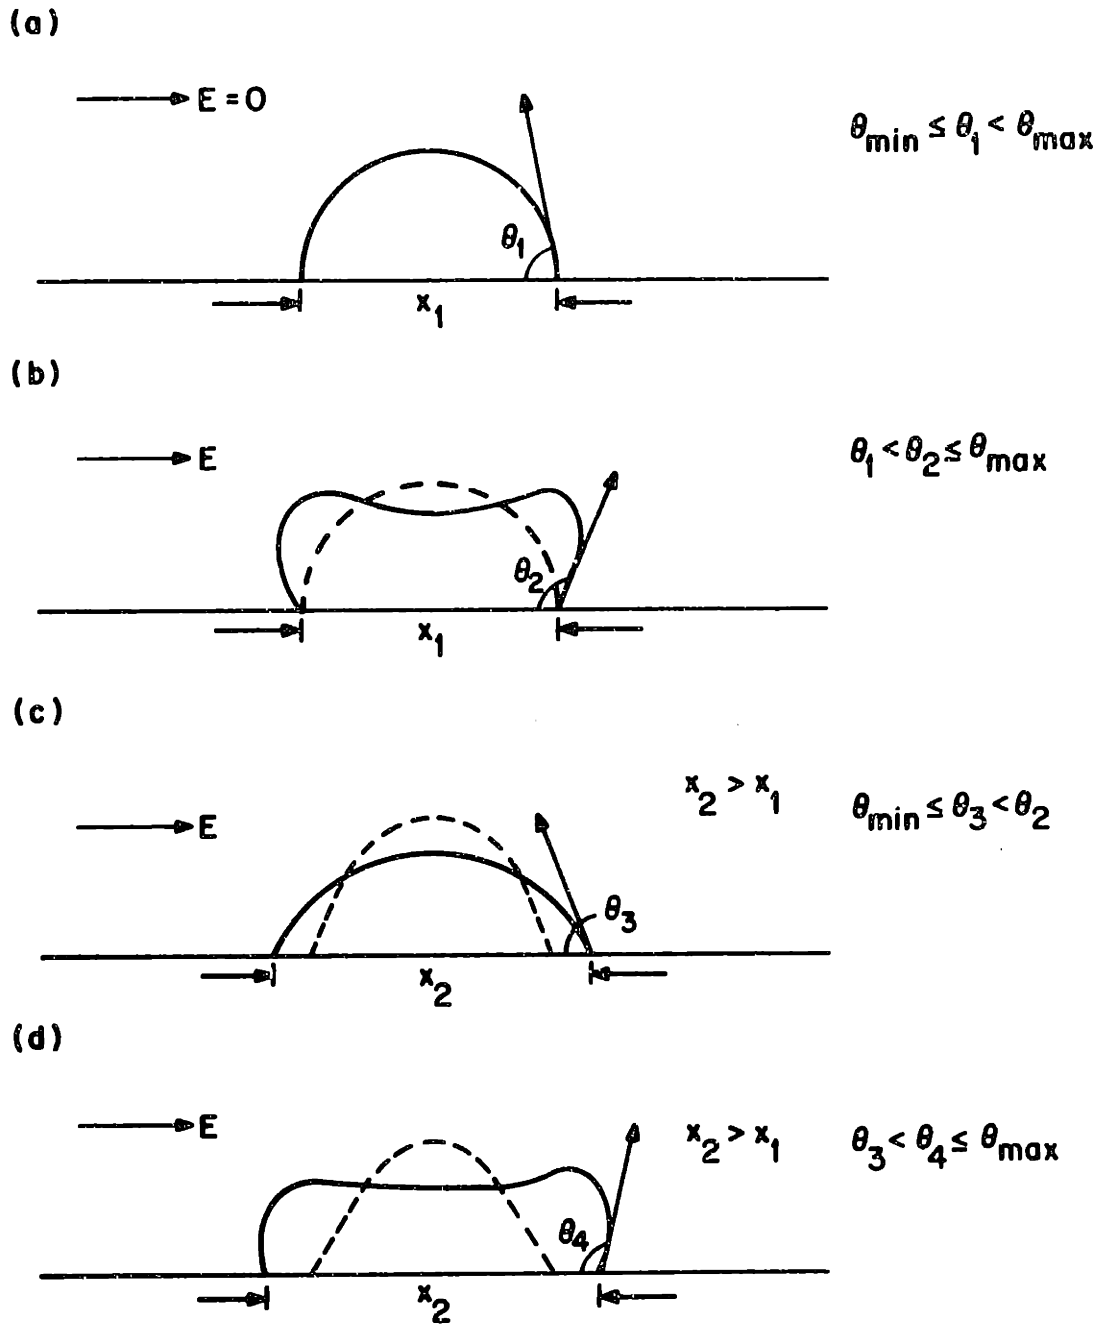 (a)
E = 0
θmin ≤ θ1 < θmax
θ1
x1
(b)
E
θ1 < θ2 ≤ θmax
θ2
x1
(c)
x2 > x1
E
θmin ≤ θ3 < θ2
θ3
x2
(d)
E
x2 > x1
θ3 < θ4 ≤ θmax
θ4
x2